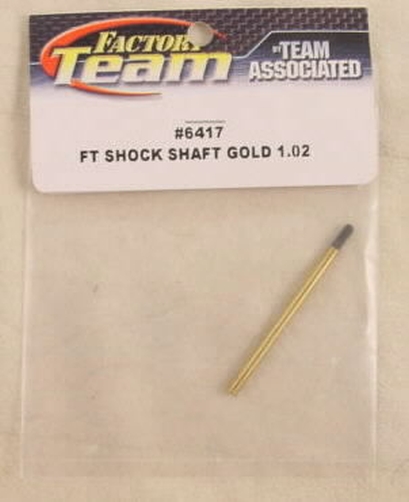 FACTORY
Team
BY TEAM
ASSOCIATED
#6417
FT SHOCK SHAFT GOLD 1.02